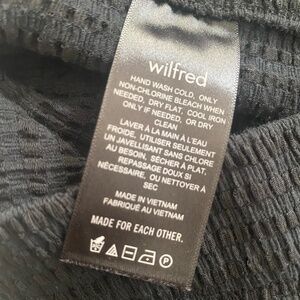 wilfred
HAND WASH COLD. ONLY
NON-CHLORINE BLEACH WHEN
NEEDED, DRY FLAT. COOL IRON
ONLY IF NEEDED, OR DRY
CLEAN
LAVER À LA MAIN À L'EAU
FROIDE, UTILISER SEULEMENT
UN JAVELLISANT SANS CHLORE
AU BESOIN, SÉCHER À PLAT.
REPASSAGE DOUX SI
NÉCESSAIRE, OU NETTOYER À
SEC
MADE IN VIETNAM
FABRIQUÉ AU VIETNAM
MADE FOR EACH OTHER.
P